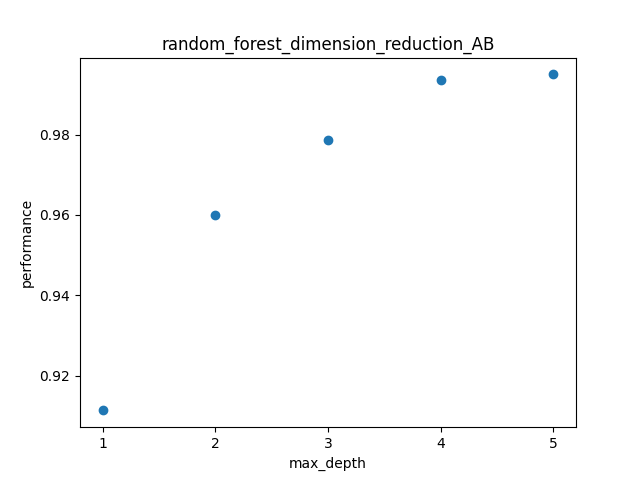 random_forest_dimension_reduction_AB
performance
0.98
0.96
0.94
0.92
1 2 3 4 5
max_depth